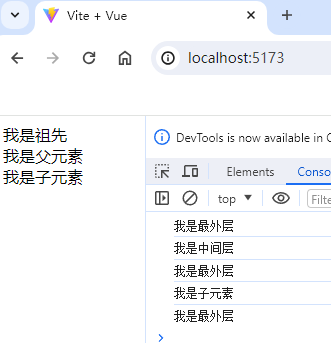 Vite + Vue
localhost:5173
我是祖先
我是父元素
我是子元素
DevTools is now available in
Elements
Conso
top
Filte
我是最外层
我是中间层
我是最外层
我是子元素
我是最外层